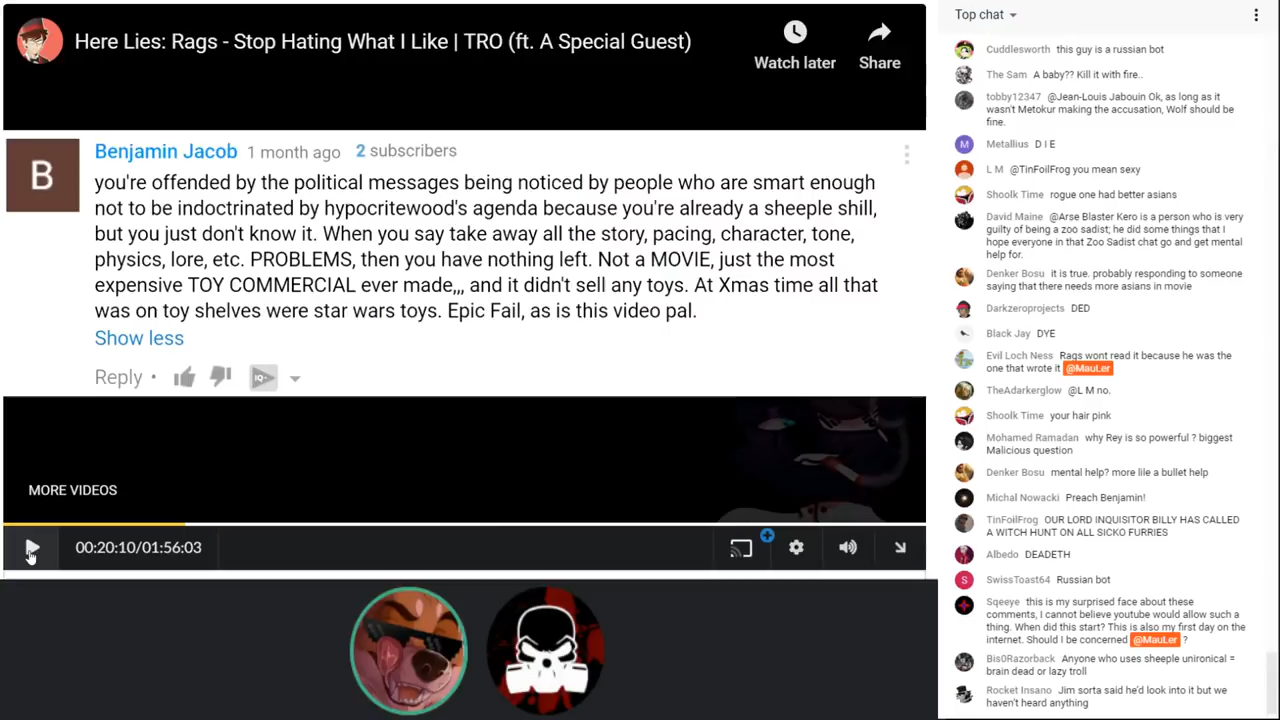 Here Lies: Rags - Stop Hating What I Like | TRO (ft. A Special Guest)
Watch later
Share
B
Benjamin Jacob 1 month ago 2 subscribers
you're offended by the political messages being noticed by people who are smart enough
not to be indoctrinated by hypocritewood's agenda because you're already a sheeple shill,
but you just don't know it. When you say take away all the story, pacing, character, tone,
physics, lore, etc. PROBLEMS, then you have nothing left. Not a MOVIE, just the most
expensive TOY COMMERCIAL ever made,,, and it didn't sell any toys. At Xmas time all that
was on toy shelves were star wars toys. Epic Fail, as is this video pal.
Show less
Reply •
IQ+
MORE VIDEOS
00:20:10/01:56:03
Top chat
Cuddlesworth this guy is a russian bot
The Sam A baby?? Kill it with fire..
tobby12347 @Jean-Louis Jabouin Ok, as long as it
wasn't Metokur making the accusation, Wolf should be
fine.
M
Metallius D I E
L M @TinFoilFrog you mean sexy
Shoolk Time rogue one had better asians
David Maine @Arse Blaster Kero is a person who is very
guilty of being a zoo sadist; he did some things that I
hope everyone in that Zoo Sadist chat go and get mental
help for.
Denker Bosu it is true. probably responding to someone
saying that there needs more asians in movie
Darkzeroprojects DED
Black Jay DYE
Evil Loch Ness Rags wont read it because he was the
one that wrote it @MauLer
TheAdarkerglow @L M no.
Shoolk Time your hair pink
Mohamed Ramadan why Rey is so powerful ? biggest
Malicious question
Denker Bosu mental help? more lile a bullet help
Michal Nowacki Preach Benjamin!
TinFoilFrog OUR LORD INQUISITOR BILLY HAS CALLED
A WITCH HUNT ON ALL SICKO FURRIES
Albedo DEADETH
S
SwissToast64 Russian bot
Sqeeye this is my surprised face about these
comments, I cannot believe youtube would allow such a
thing. When did this start? This is also my first day on the
internet. Should I be concerned @MauLer ?
Bis0Razorback Anyone who uses sheeple unironical =
brain dead or lazy troll
Rocket Insano Jim sorta said he'd look into it but we
haven't heard anything